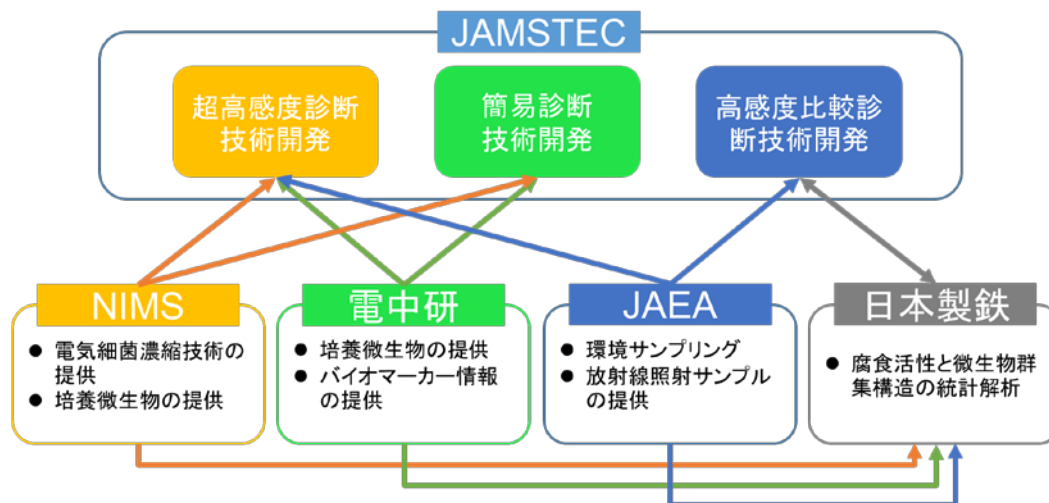 JAMSTEC
超高感度診断
技術開発
簡易診断
技術開発
高感度比較診
断技術開発
NIMS
● 電気細菌濃縮技術の
提供
● 培養微生物の提供
電中研
● 培養微生物の提供
● バイオマーカー情報
の提供
JAEA
● 環境サンプリング
● 放射線照射サンプル
の提供
日本製鉄
● 腐食活性と微生物群
集構造の統計解析